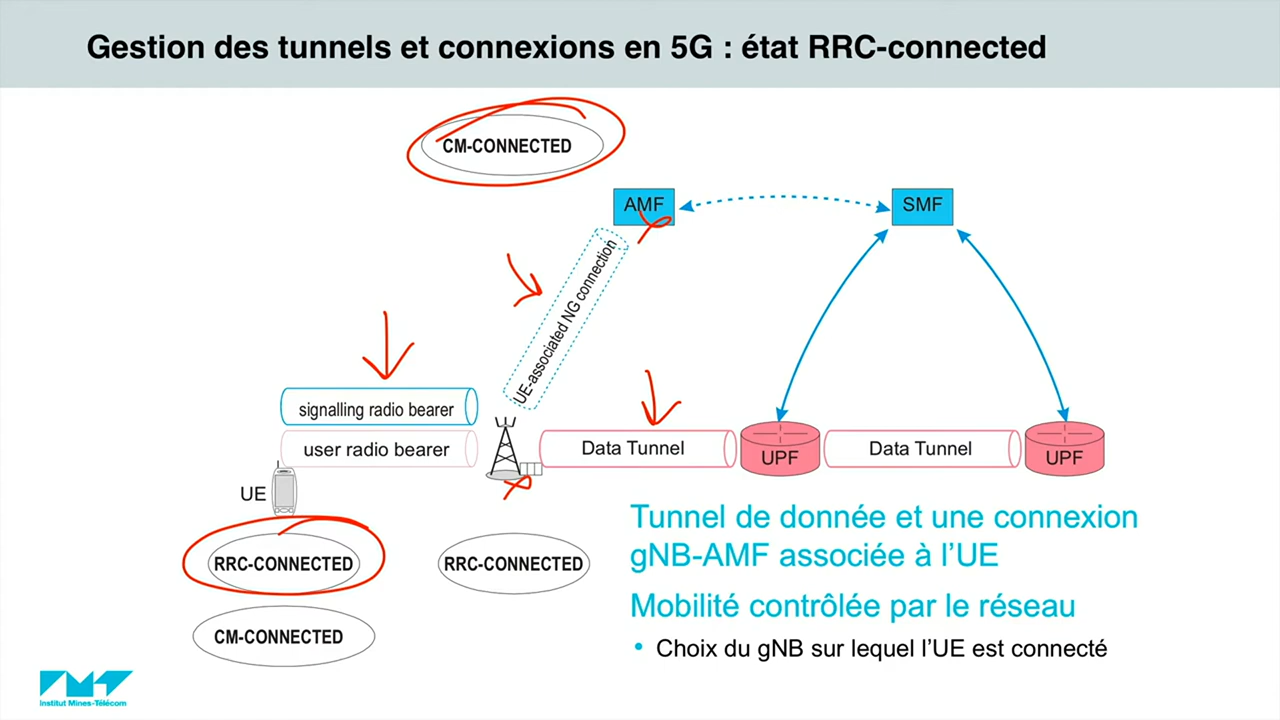 Gestion des tunnels et connexions en 5G : état RRC-connected
CM-CONNECTED
AMF
SMF
UE-associated NG connection
signalling radio bearer
user radio bearer
Data Tunnel
UPF
Data Tunnel
UPF
UE
RRC-CONNECTED
RRC-CONNECTED
CM-CONNECTED
Tunnel de donnée et une connexion
gNB-AMF associée à l’UE
Mobilité contrôlée par le réseau
• Choix du gNB sur lequel l’UE est connecté
Institut Mines-Télécom